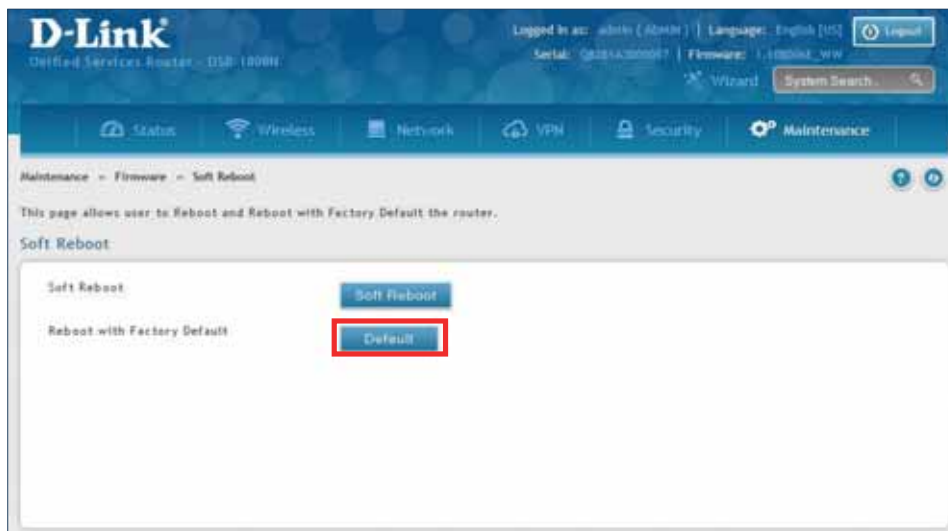 D-Link
Unified Services Router - DSR-1000N
Logged in as: admin ( ADMIN ) | Language: English [US]
Logout
Serial: | Firmware:
Wizard
System Search..
Status
Wireless
Network
VPN
Security
Maintenance
Maintenance » Firmware » Soft Reboot
This page allows user to Reboot and Reboot with Factory Default the router.
Soft Reboot
Soft Reboot
Soft Reboot
Reboot with Factory Default
Default